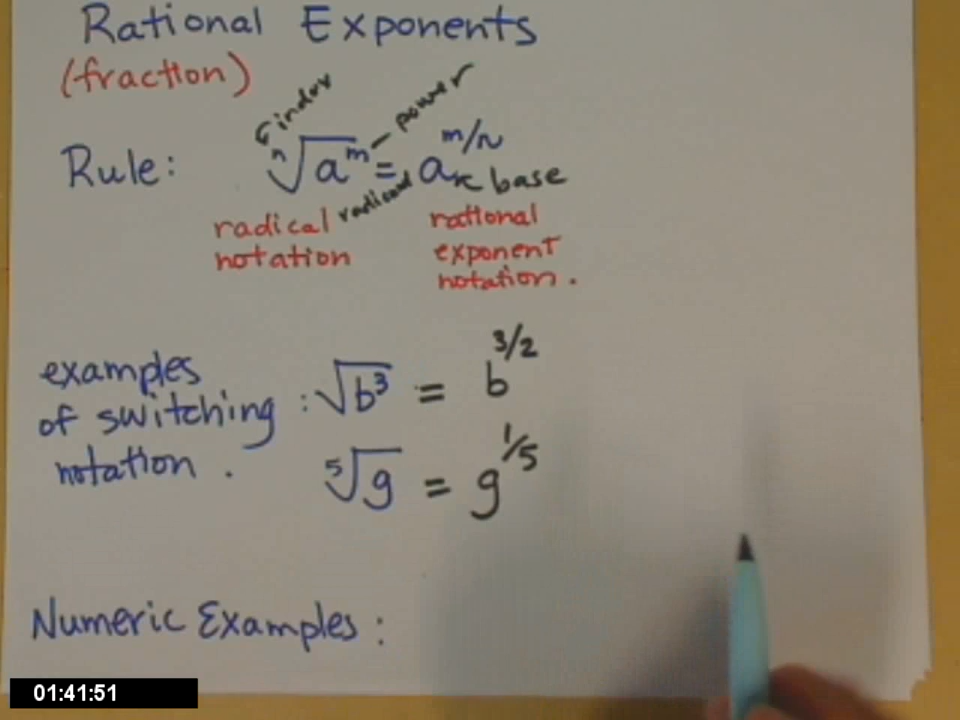 Rational Exponents
(fraction)
index
power
Rule: ⁿ√aᵐ = a^m/n
base
radical
radical notation
rational exponent notation.
examples of switching notation. : √b³ = b^3/2
⁵√g = g^1/5
Numeric Examples:
01:41:51